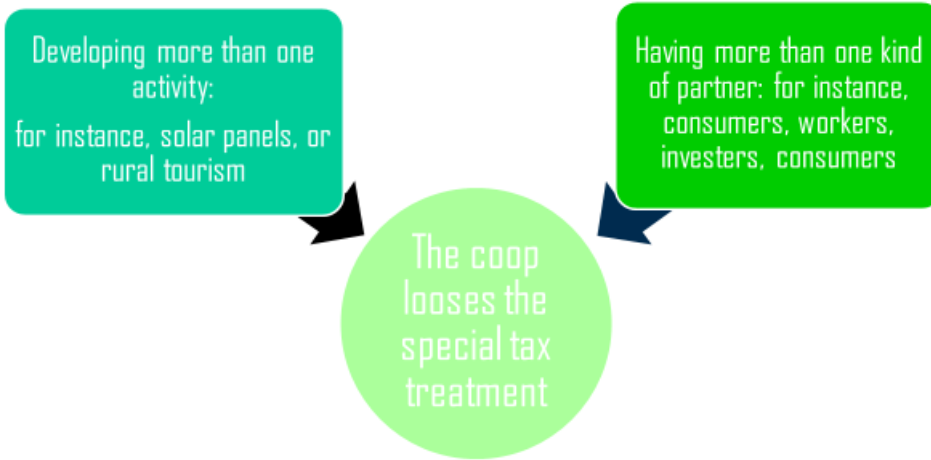 Developing more than one
activity:
for instance, solar panels, or
rural tourism
Having more than one kind
of partner: for instance,
consumers, workers,
investers, consumers
The coop
looses the
special tax
treatment